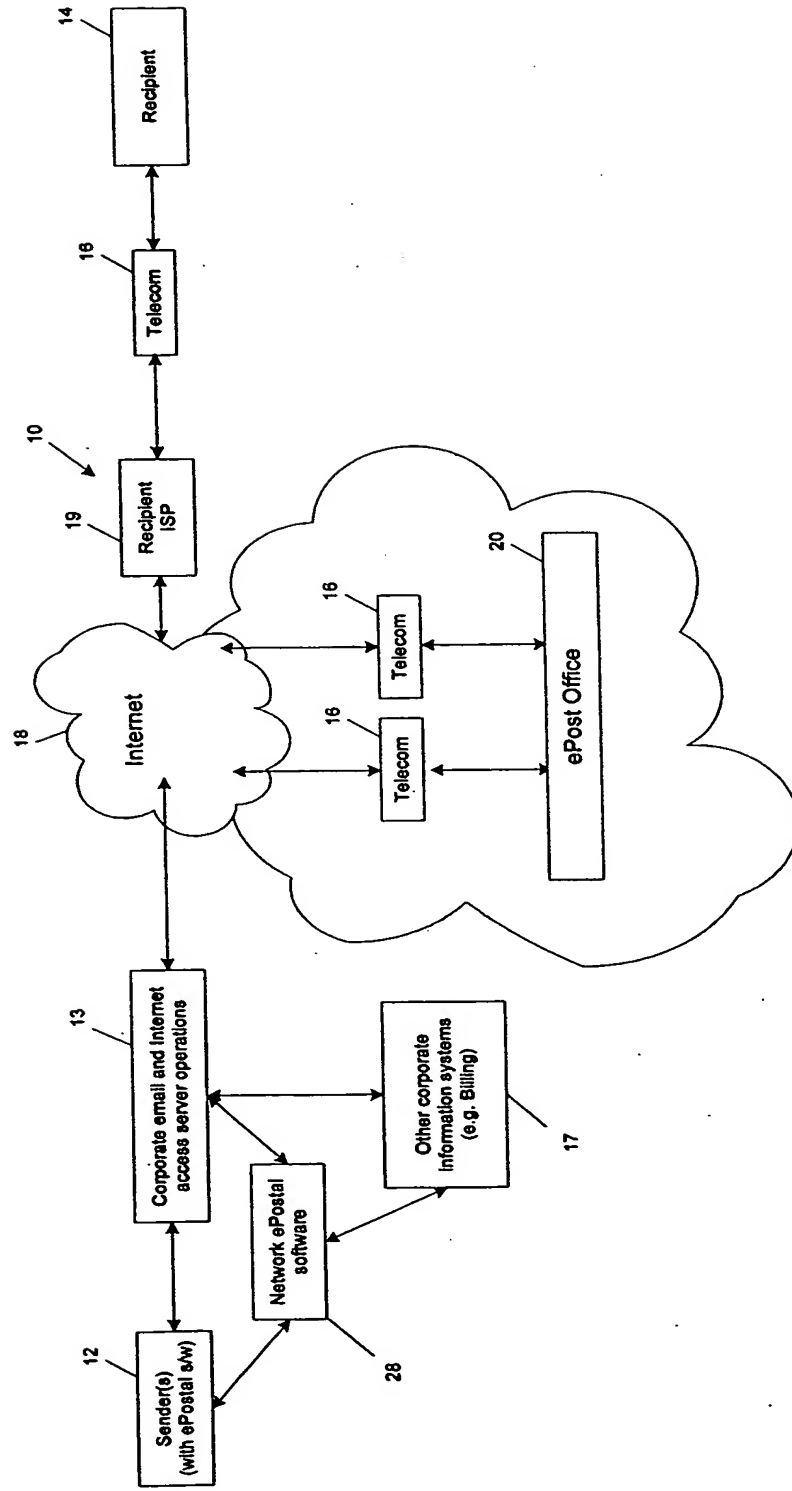 12
Sender(s)
(with ePostal s/w)
13
Corporate email and Internet
access server operations
Network ePostal
software
28
Other corporate
Information systems
(e.g. Billing)
17
18
Internet
16
Telecom
16
Telecom
20
ePost Office
10
19
Recipient
ISP
16
Telecom
14
Recipient